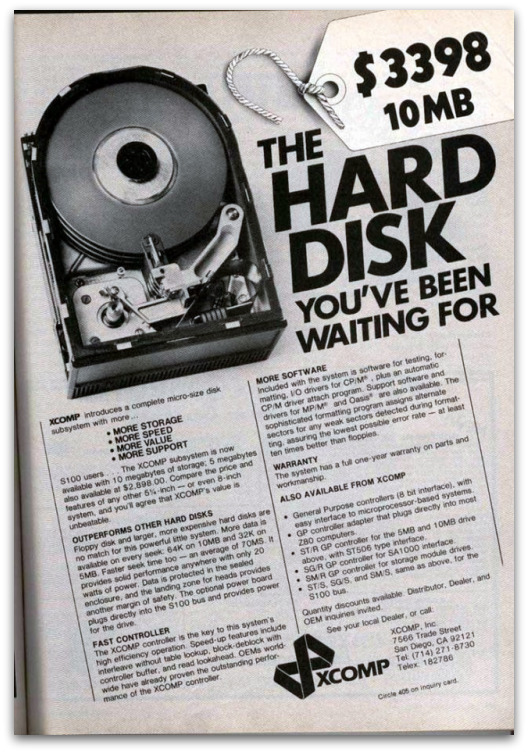 $3398
10MB
THE
HARD
DISK
YOU'VE BEEN
WAITING FOR
XCOMP introduces a complete micro-size disk
subsystem with more...
• MORE STORAGE
• MORE SPEED
• MORE VALUE
• MORE SUPPORT
S100 users . . . The XCOMP subsystem is now
available with 10 megabytes of storage; 5 megabytes
also available at $2,898.00. Compare the price and
features of any other 5¼-inch — or even 8-inch
system, and you'll agree that XCOMP's value is
unbeatable.
OUTPERFORMS OTHER HARD DISKS
Floppy disk and larger, more expensive hard disks are
no match for this powerful little system. More data is
available on every seek: 64K on 10MB and 32K on
5MB. Faster seek time too — an average of 70MS. It
provides solid performance anywhere with only 20
watts of power. Data is protected in the sealed
enclosure, and the landing zone for heads provides
another margin of safety. The optional power board
plugs directly into the S100 bus and provides power
for the drive.
FAST CONTROLLER
The XCOMP controller is the key to this system's
high efficiency operation. Speed-up features include
interleave without table lookup, block-deblock with
controller buffer, and read lookahead. OEMs world-
wide have already proven the outstanding perfor-
mance of the XCOMP controller.
MORE SOFTWARE
Included with the system is software for testing, for-
matting, I/O drivers for CP/M®, plus an automatic
CP/M driver attach program. Support software and
drivers for MP/M® and Oasis® are also available. The
sophisticated formatting program assigns alternate
sectors for any weak sectors detected during format-
ting, assuring the lowest possible error rate — at least
ten times better than floppies.
WARRANTY
The system has a full one-year warranty on parts and
workmanship.
ALSO AVAILABLE FROM XCOMP
• General Purpose controllers (8 bit interface), with
easy interface to microprocessor-based systems.
• GP controller adapter that plugs directly into most
Z80 computers.
• ST/R GP controller for the 5MB and 10MB drive
above, with ST506 type interface.
• SG/R GP controller for SA1000 interface.
• SM/R GP controller for storage module drives.
• ST/S, SG/S, and SM/S, same as above, for the
S100 bus.
Quantity discounts available. Distributor, Dealer, and
OEM inquiries invited.
See your local Dealer, or call:
XCOMP
XCOMP, Inc.
7566 Trade Street
San Diego, CA 92121
Tel: (714) 271-8730
Telex: 182786
Circle 405 on inquiry card.